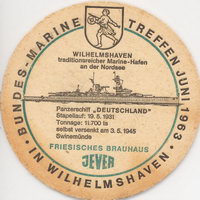 · BUNDES · MARINE · TREFFEN JUNI. 1963 ·
WILHELMSHAVEN
traditionsreicher Marine-Hafen
an der Nordsee
Panzerschiff „DEUTSCHLAND"
Stapellauf: 19. 5. 1931
Tonnage: 11.700 ts
selbst versenkt am 3. 5. 1945
Swinemünde
FRIESISCHES BRAUHAUS
JEVER
IN WILHELMSHAVEN